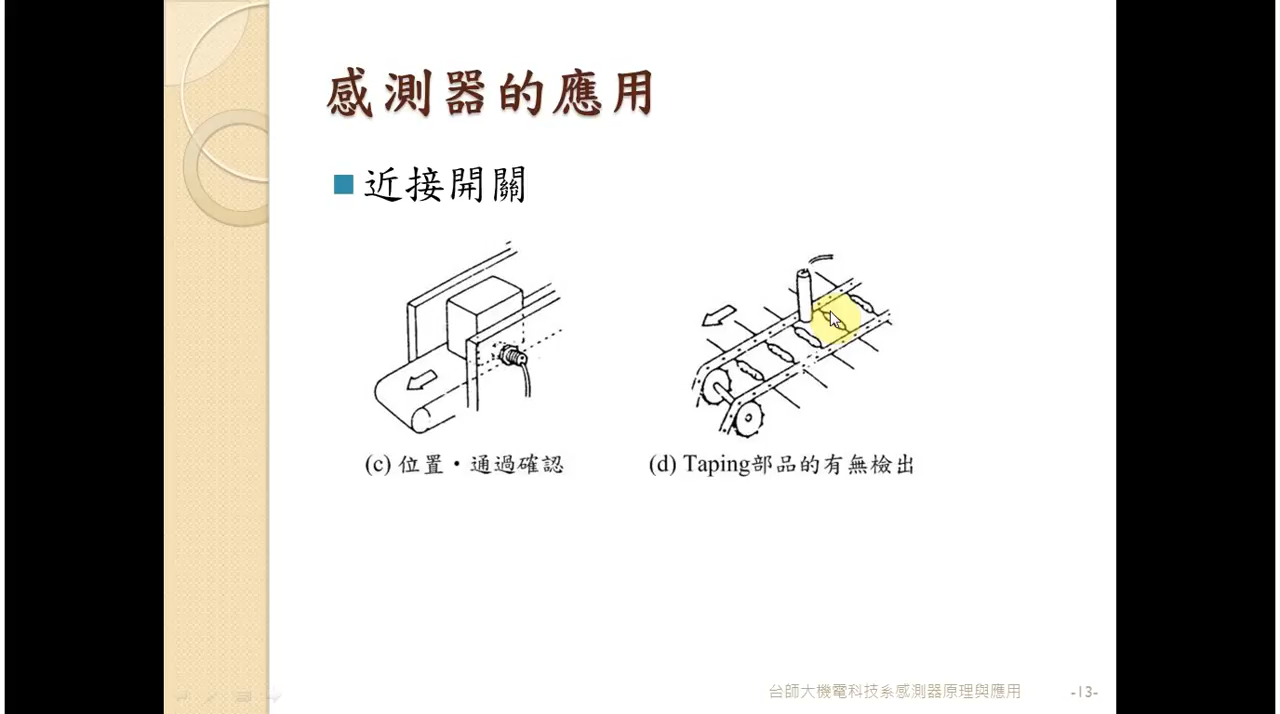 感測器的應用
近接開關
(c) 位置・通過確認
(d) Taping部品的有無檢出
台師大機電科技系感測器原理與應用
-13-